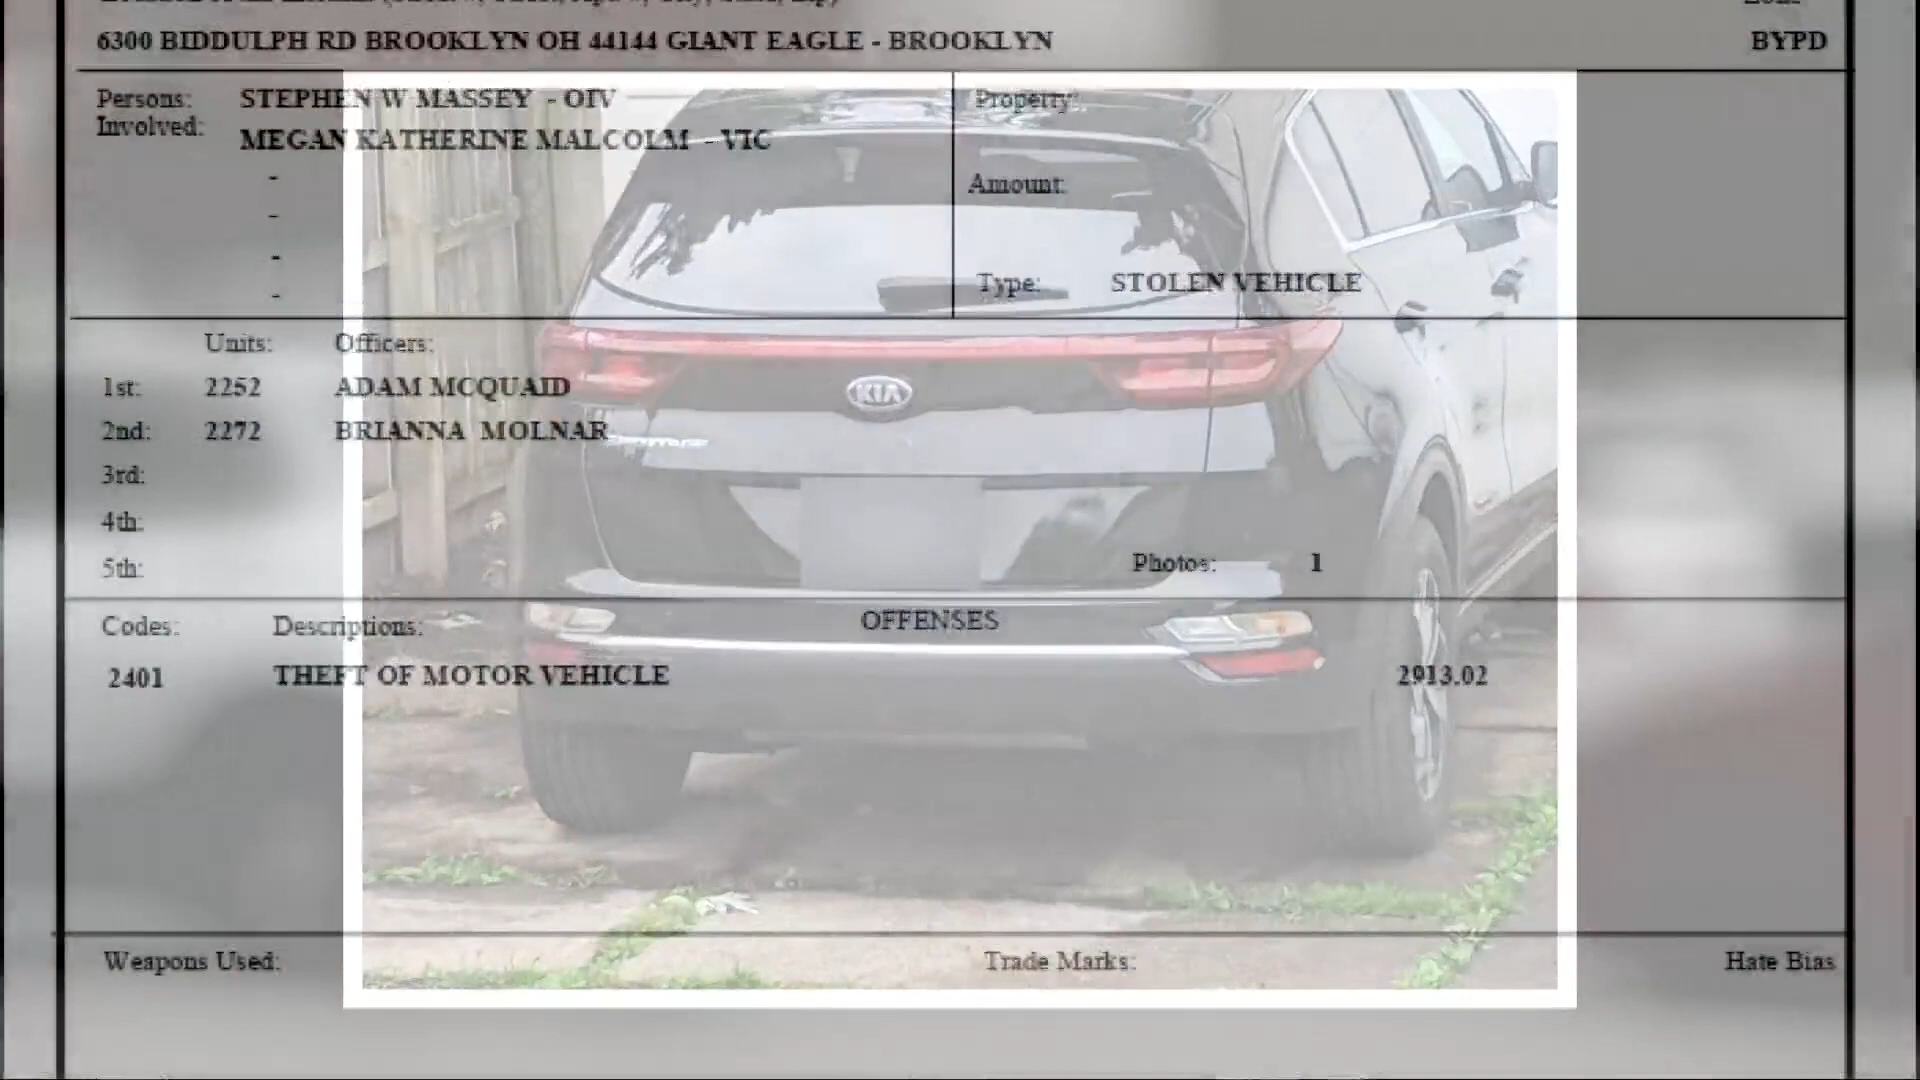 6300 BIDDULPH RD BROOKLYN OH 44144 GIANT EAGLE - BROOKLYN
BYPD
Persons: STEPHEN W MASSEY - OIV
Involved: MEGAN KATHERINE MALCOLM - VIC
-
-
-
-
Property:
Amount:
Type: STOLEN VEHICLE
Units: Officers:
1st: 2252 ADAM MCQUAID
2nd: 2272 BRIANNA MOLNAR
3rd:
4th:
5th:
KIA
Photos: 1
OFFENSES
Codes: Descriptions:
2401 THEFT OF MOTOR VEHICLE 2913.02
Weapons Used: Trade Marks: Hate Bias